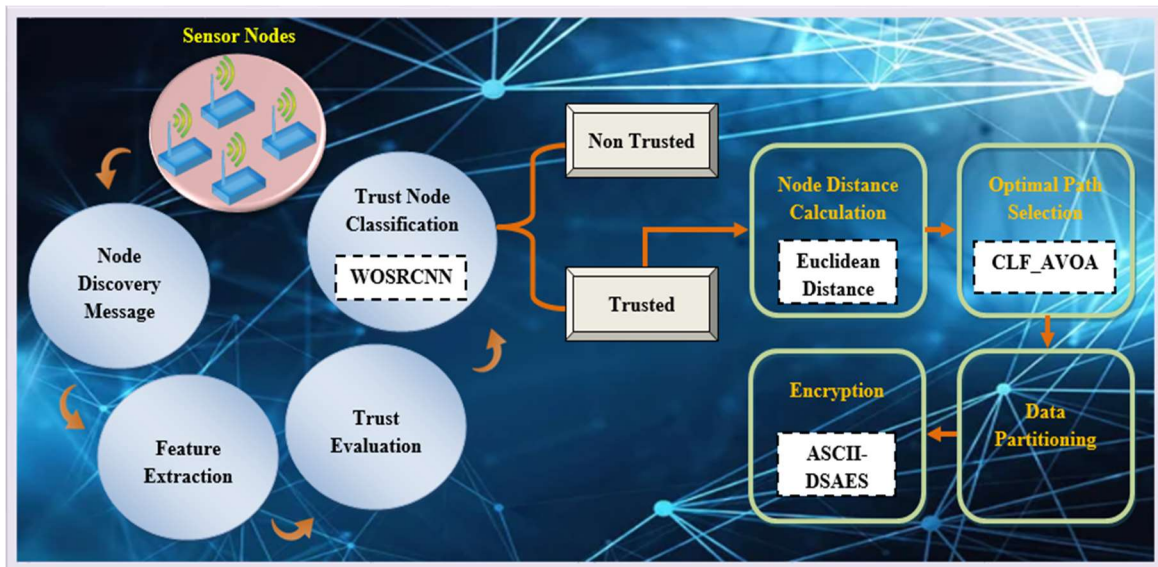 Sensor Nodes
Node
Discovery
Message
Feature
Extraction
Trust
Evaluation
Trust Node
Classification
WOSRCNN
Non Trusted
Trusted
Node Distance
Calculation
Euclidean
Distance
Optimal Path
Selection
CLF_AVOA
Data
Partitioning
Encryption
ASCII-
DSAES